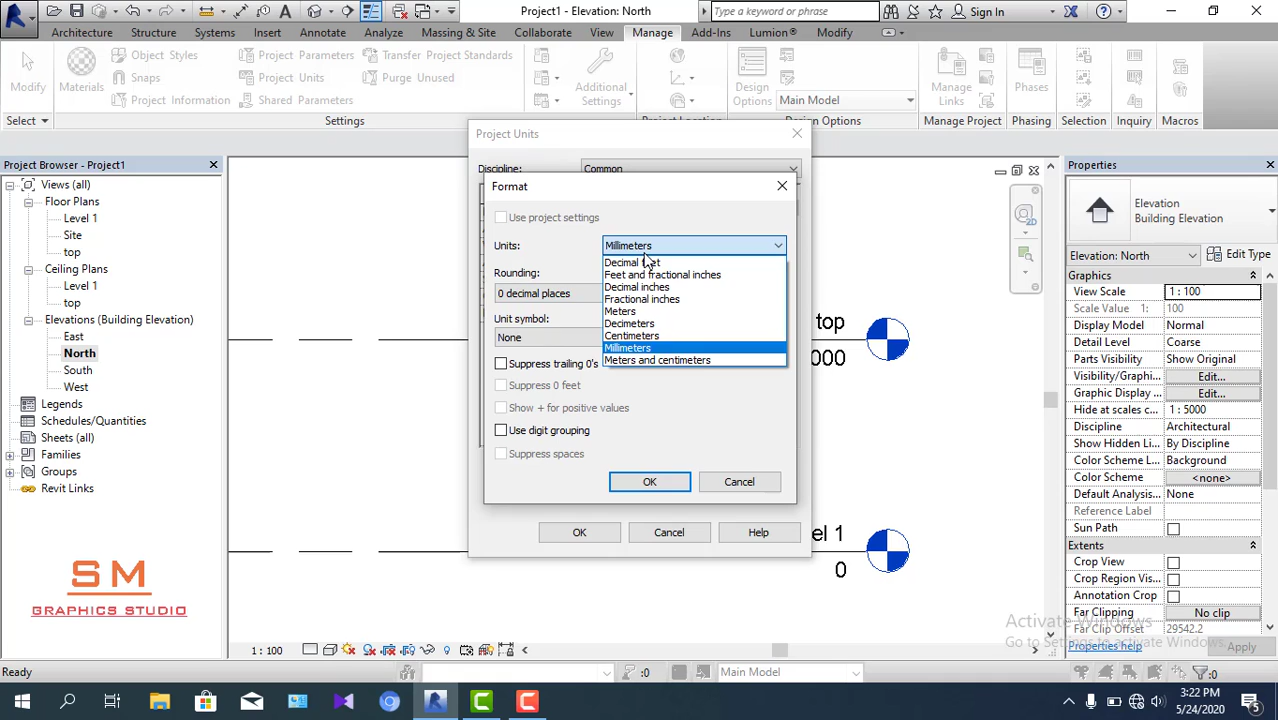 Project1 - Elevation: North
Type a keyword or phrase
Sign In
Architecture
Structure
Systems
Insert
Annotate
Analyze
Massing & Site
Collaborate
View
Manage
Add-Ins
Lumion®
Modify
Modify
Materials
Object Styles
Snaps
Project Information
Project Parameters
Project Units
Shared Parameters
Transfer Project Standards
Purge Unused
Additional
Settings
Design
Options
Main Model
Manage
Links
Phases
Select
Settings
Project Location
Design Options
Manage Project
Phasing
Selection
Inquiry
Macros
Project Browser - Project1
Views (all)
Floor Plans
Level 1
Site
top
Ceiling Plans
Level 1
Elevations (Building Elevation)
East
North
South
West
Legends
Schedules/Quantities
Sheets (all)
Families
Groups
Revit Links
SM
GRAPHICS STUDIO
Project Units
Discipline:
Common
Format
Use project settings
Units:
Millimeters
Decimal feet
Feet and fractional inches
Decimal inches
Fractional inches
Meters
Decimeters
Centimeters
Millimeters
Meters and centimeters
Rounding:
0 decimal places
Unit symbol:
None
Suppress trailing 0's
Suppress 0 feet
Show + for positive values
Use digit grouping
Suppress spaces
OK
Cancel
OK
Cancel
Help
top
000
el 1
0
2D
Properties
Elevation
Building Elevation
Elevation: North
Edit Type
Graphics
View Scale
1 : 100
Scale Value 1:
100
Display Model
Normal
Detail Level
Coarse
Parts Visibility
Show Original
Visibility/Graphi...
Edit...
Graphic Display ...
Edit...
Hide at scales c...
1 : 5000
Discipline
Architectural
Show Hidden Li...
By Discipline
Color Scheme L...
Background
Color Scheme
<none>
Default Analysis...
None
Reference Label
Sun Path
Extents
Crop View
Crop Region Vis...
Annotation Crop
Far Clipping
No clip
Far Clip Offset
29542.2
Properties help
Apply
Activate Windows
Go to Settings to activate Windows.
1 : 100
Ready
:0
Main Model
:0
3:22 PM
5/24/2020
5